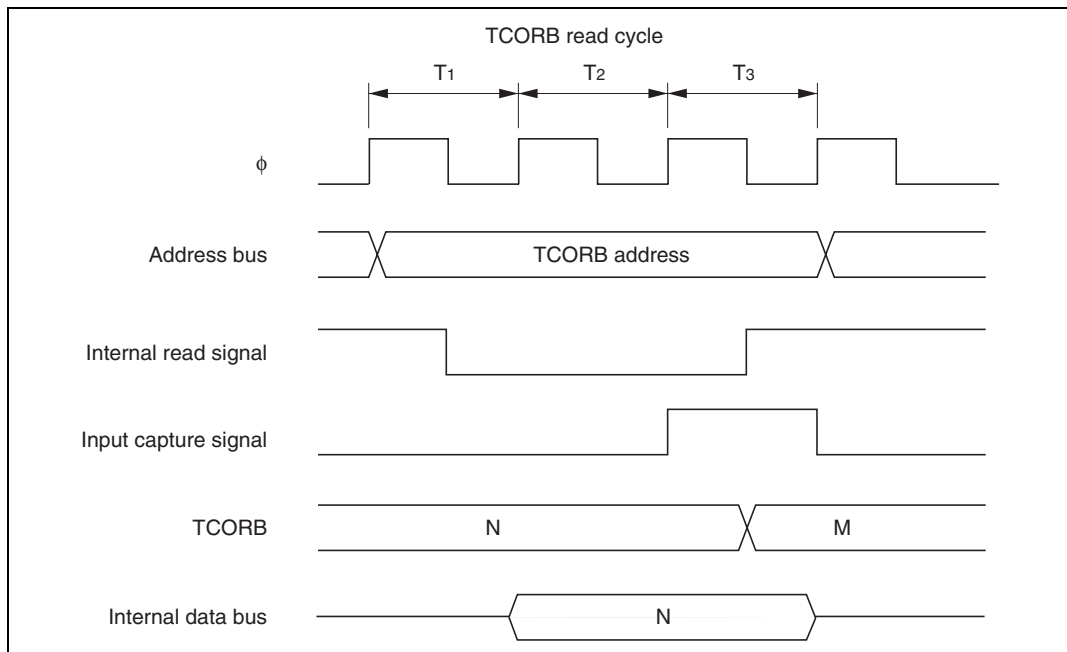 TCORB read cycle
T1 T2 T3
ϕ
Address bus TCORB address
Internal read signal
Input capture signal
TCORB N M
Internal data bus N